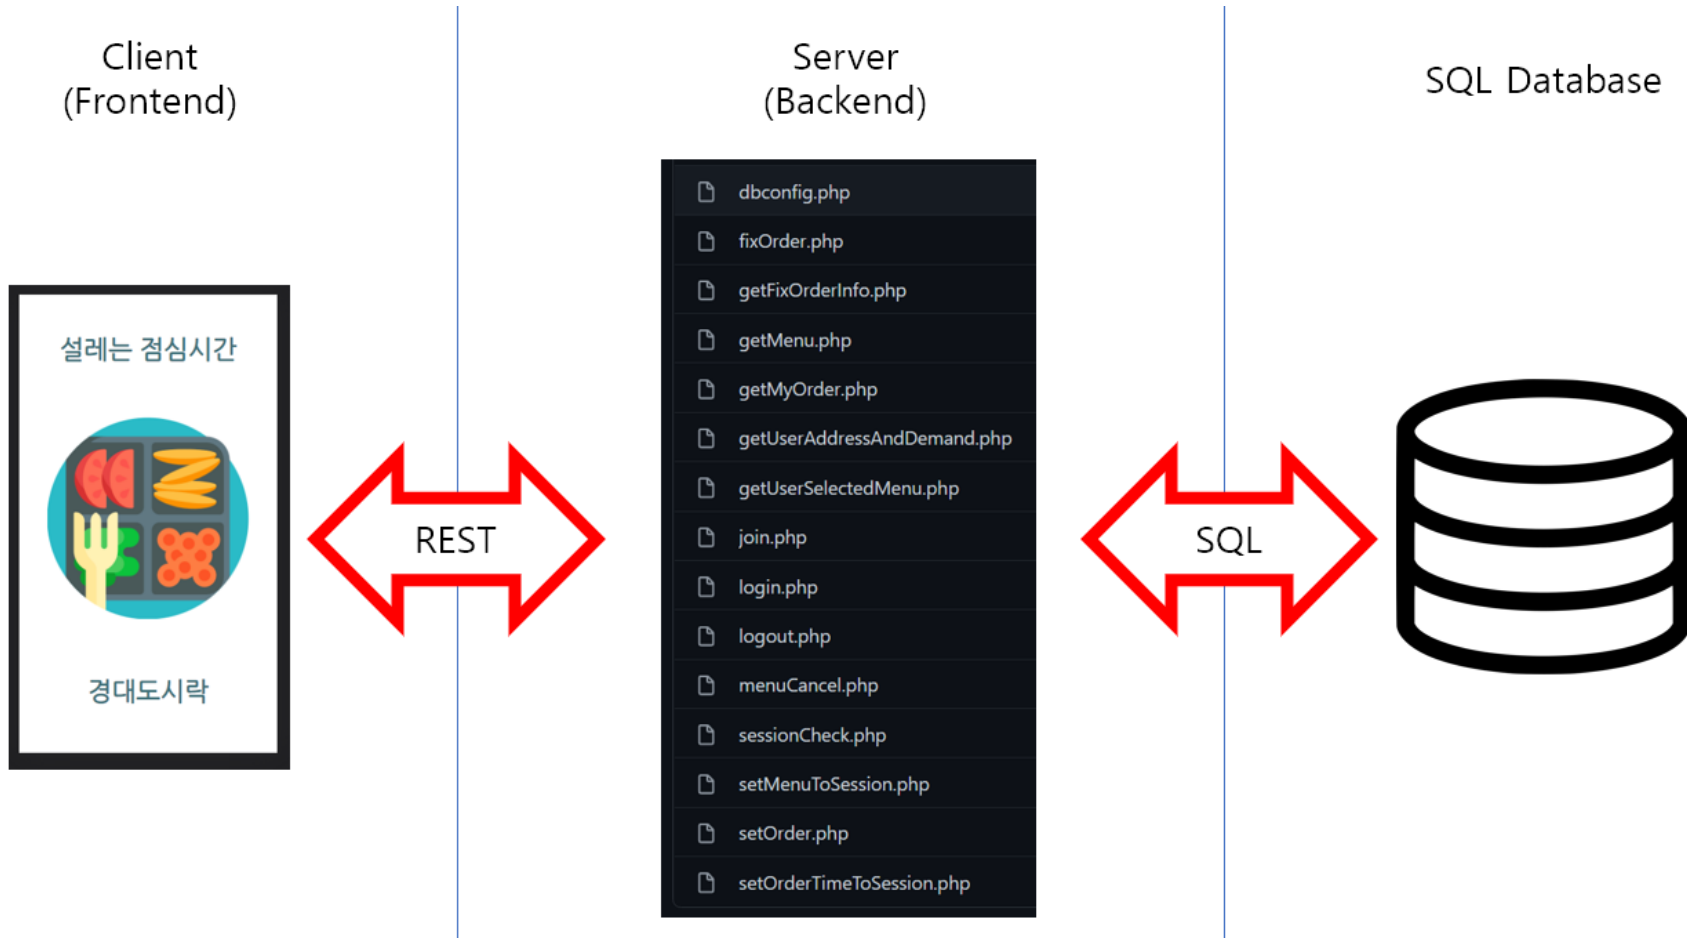 Client
(Frontend)
Server
(Backend)
SQL Database
설레는 점심시간
경대도시락
REST
dbconfig.php
fixOrder.php
getFixOrderInfo.php
getMenu.php
getMyOrder.php
getUserAddressAndDemand.php
getUserSelectedMenu.php
join.php
login.php
logout.php
menuCancel.php
sessionCheck.php
setMenuToSession.php
setOrder.php
setOrderTimeToSession.php
SQL